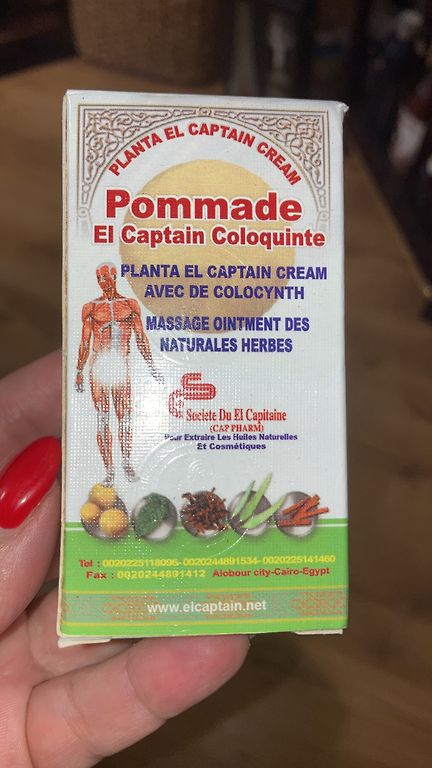 PLANTA EL CAPTAIN CREAM
Pommade
El Captain Coloquinte
PLANTA EL CAPTAIN CREAM
AVEC DE COLOCYNTH
MASSAGE OINTMENT DES
NATURALES HERBES
Societe Du El Capitaine
(CAP PHARM)
Pour Extraire Les Huiles Naturelles
Et Cosmétiques
Tel : 0020225118096- 0020244891534- 0020225141460
Fax : 0020244891412 Alobour city-Cairo-Egypt
www.elcaptain.net